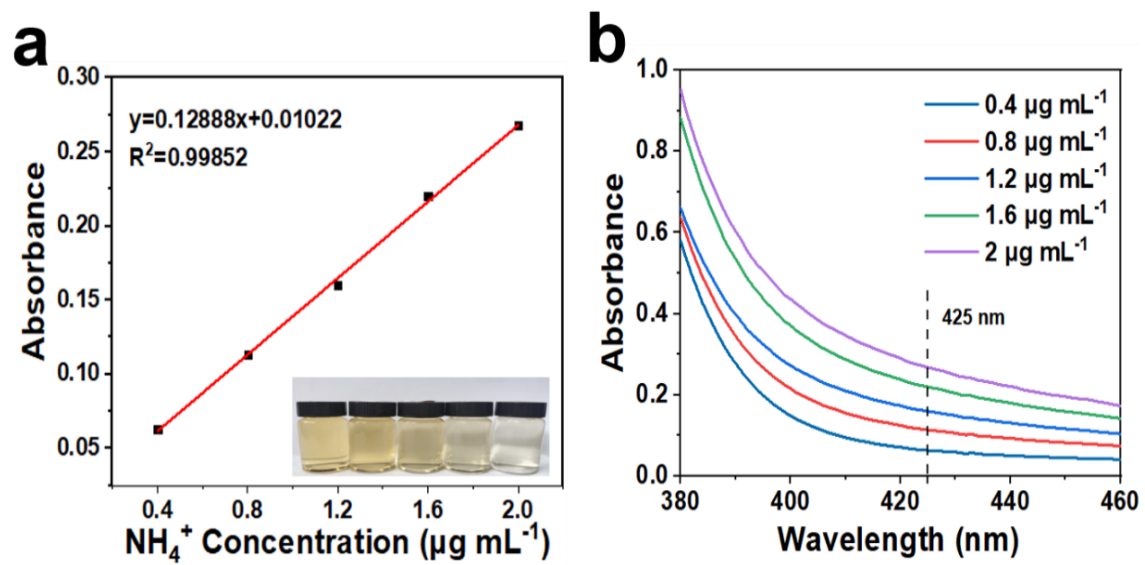 a
0.30
0.25
0.20
0.15
0.10
0.05
Absorbance
y=0.12888x+0.01022
R²=0.99852
0.4 0.8 1.2 1.6 2.0
NH₄⁺ Concentration (μg mL⁻¹)
b
1.0
0.8
0.6
0.4
0.2
0.0
Absorbance
0.4 μg mL⁻¹
0.8 μg mL⁻¹
1.2 μg mL⁻¹
1.6 μg mL⁻¹
2 μg mL⁻¹
425 nm
380 400 420 440 460
Wavelength (nm)